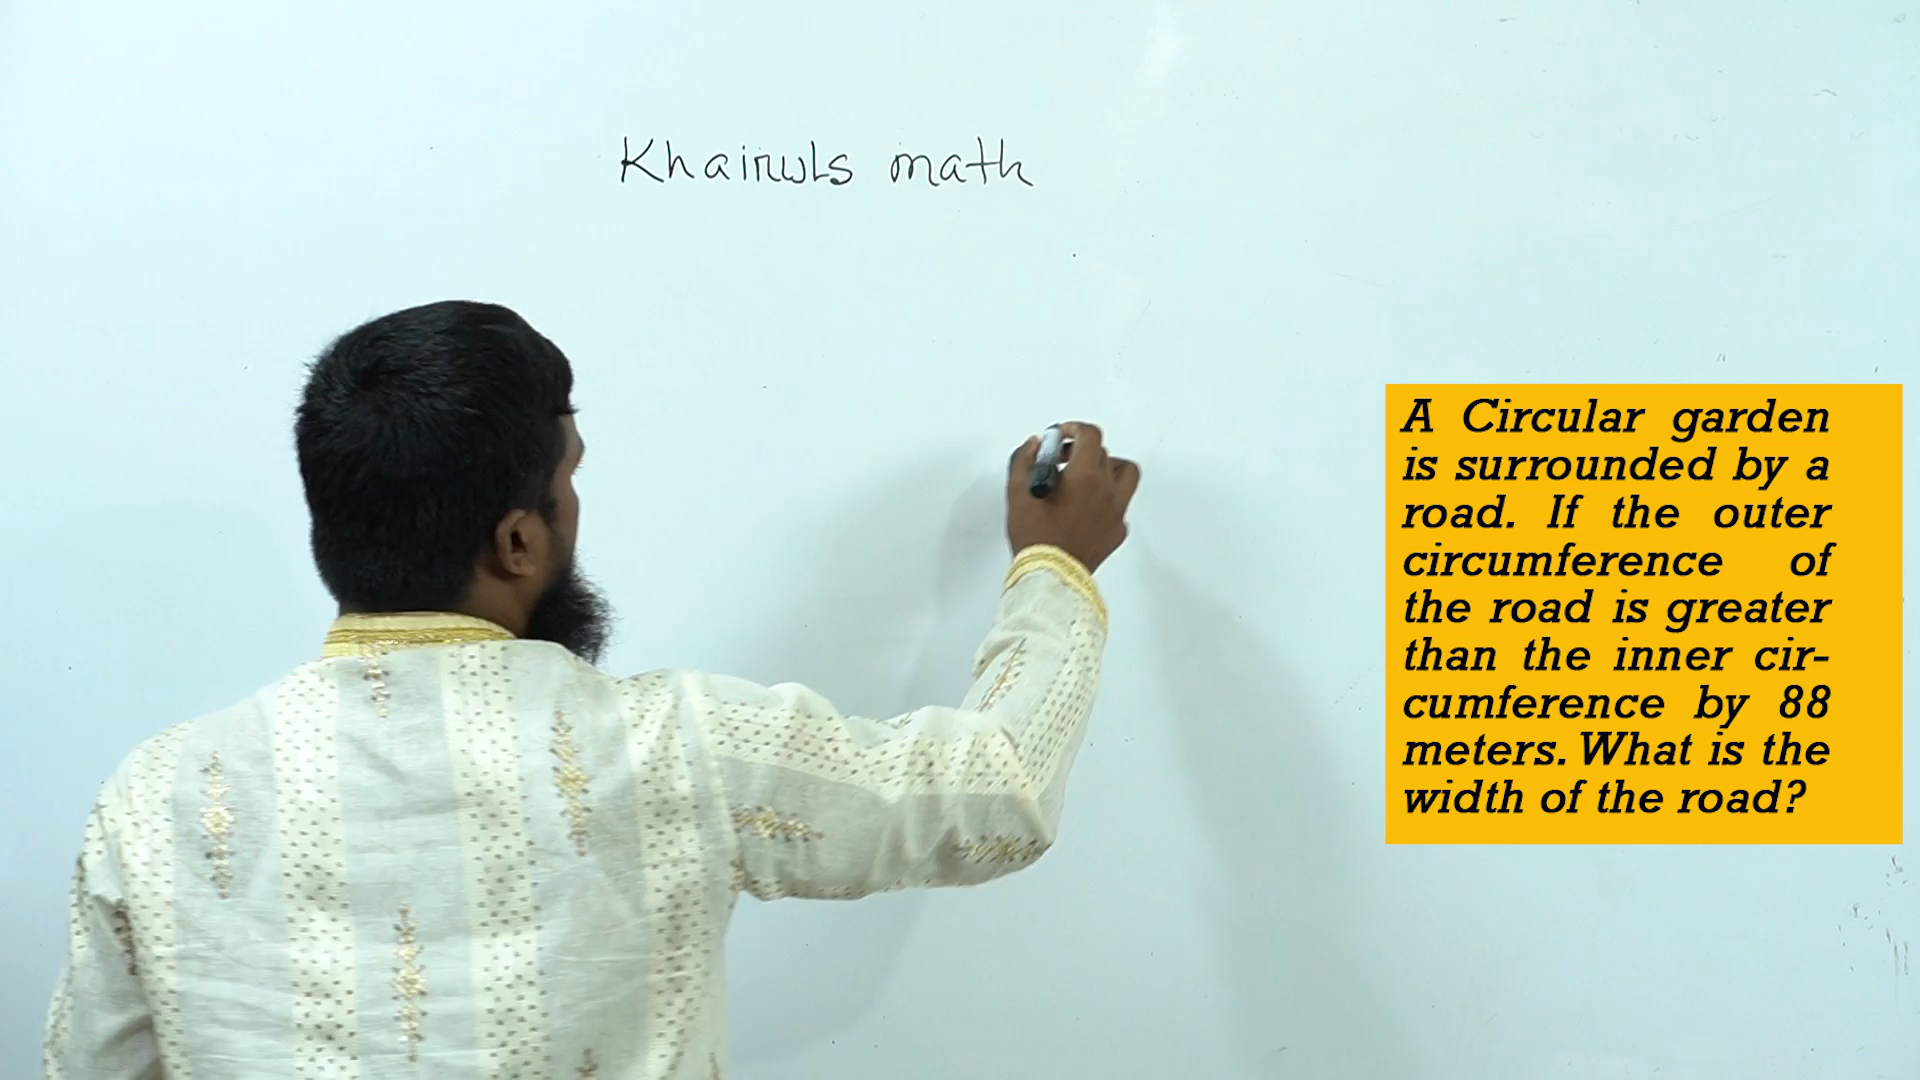 Khairuls math
A Circular garden
is surrounded by a
road. If the outer
circumference of
the road is greater
than the inner cir-
cumference by 88
meters. What is the
width of the road?